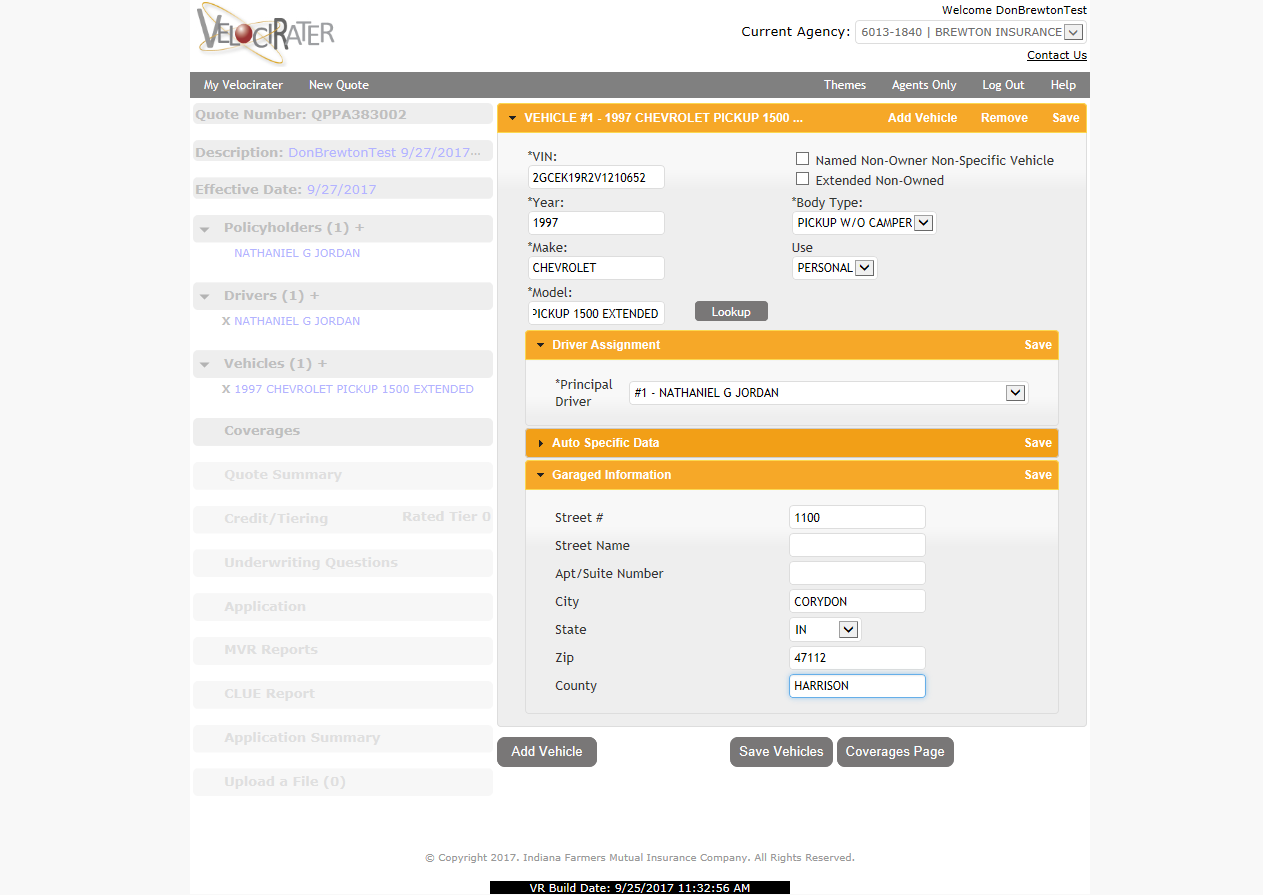 VELOCIRATER
Welcome DonBrewtonTest
Current Agency: 6013-1840 | BREWTON INSURANCE
Contact Us
My Velocirater New Quote Themes Agents Only Log Out Help
Quote Number: QPPA383002
Description: DonBrewtonTest 9/27/2017...
Effective Date: 9/27/2017
Policyholders (1) +
NATHANIEL G JORDAN
Drivers (1) +
X NATHANIEL G JORDAN
Vehicles (1) +
X 1997 CHEVROLET PICKUP 1500 EXTENDED
Coverages
Quote Summary
Credit/Tiering Rated Tier 0
Underwriting Questions
Application
MVR Reports
CLUE Report
Application Summary
Upload a File (0)
VEHICLE #1 - 1997 CHEVROLET PICKUP 1500 ... Add Vehicle Remove Save
*VIN:
2GCEK19R2V1210652
Named Non-Owner Non-Specific Vehicle
Extended Non-Owned
*Year:
1997
*Body Type:
PICKUP W/O CAMPER
*Make:
CHEVROLET
Use
PERSONAL
*Model:
PICKUP 1500 EXTENDED
Lookup
Driver Assignment Save
*Principal
Driver
#1 - NATHANIEL G JORDAN
Auto Specific Data Save
Garaged Information Save
Street # 1100
Street Name
Apt/Suite Number
City CORYDON
State IN
Zip 47112
County HARRISON
Add Vehicle Save Vehicles Coverages Page
© Copyright 2017. Indiana Farmers Mutual Insurance Company. All Rights Reserved.
VR Build Date: 9/25/2017 11:32:56 AM